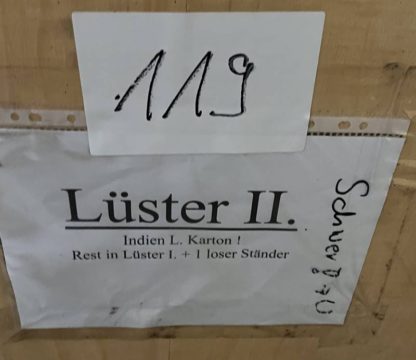 119
Lüster II.
Indien L. Karton !
Rest in Lüster I. + 1 loser Ständer
Schwer